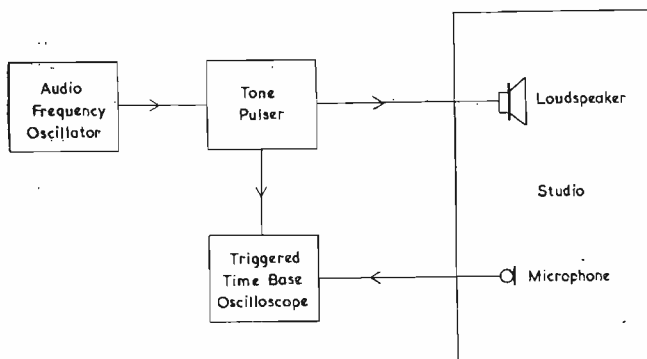 Audio
Frequency
Oscillator
Tone
Pulser
Loudspeaker
Studio
Triggered
Time Base
Oscilloscope
Microphone